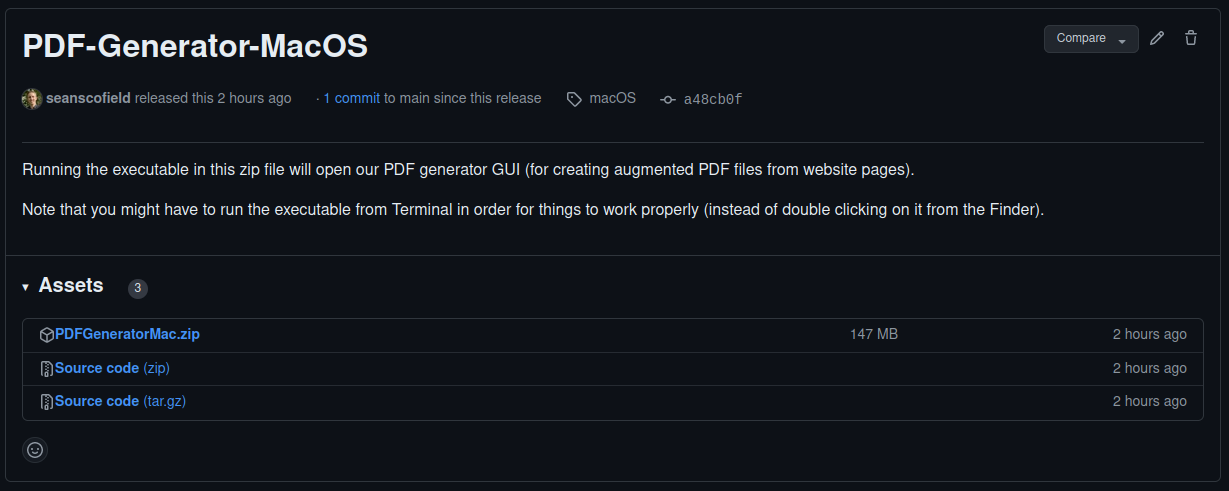 PDF-Generator-MacOS
Compare
seanscofield released this 2 hours ago · 1 commit to main since this release macOS a48cb0f
Running the executable in this zip file will open our PDF generator GUI (for creating augmented PDF files from website pages).
Note that you might have to run the executable from Terminal in order for things to work properly (instead of double clicking on it from the Finder).
Assets 3
PDFGeneratorMac.zip 147 MB 2 hours ago
Source code (zip) 2 hours ago
Source code (tar.gz) 2 hours ago